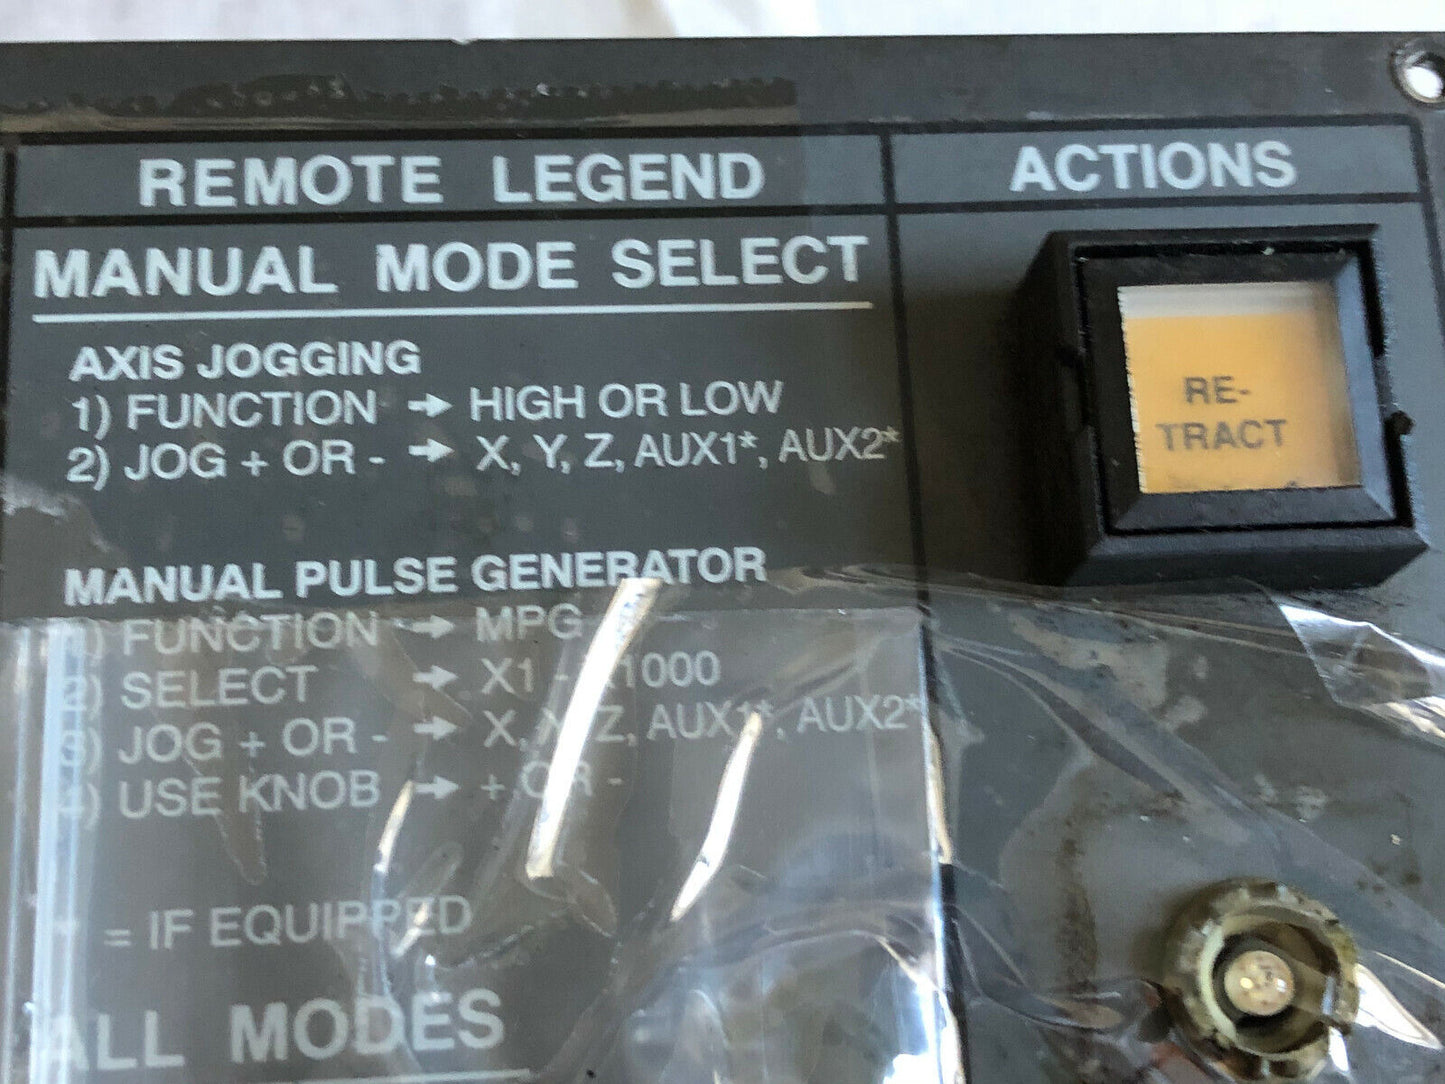 REMOTE LEGEND
ACTIONS
MANUAL MODE SELECT
AXIS JOGGING
1) FUNCTION → HIGH OR LOW
2) JOG + OR - → X, Y, Z, AUX1*, AUX2*
RE-
TRACT
MANUAL PULSE GENERATOR
1) FUNCTION → MPG
2) SELECT → X1 - X1000
3) JOG + OR - → X, Y, Z, AUX1*, AUX2*
4) USE KNOB → + OR -
* = IF EQUIPPED
ALL MODES